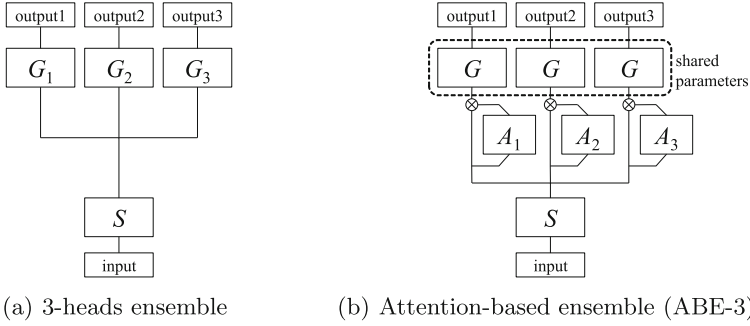 output1 output2 output3
G1 G2 G3
S
input
(a) 3-heads ensemble
output1 output2 output3
G G G
shared
parameters
A1 A2 A3
S
input
(b) Attention-based ensemble (ABE-3)